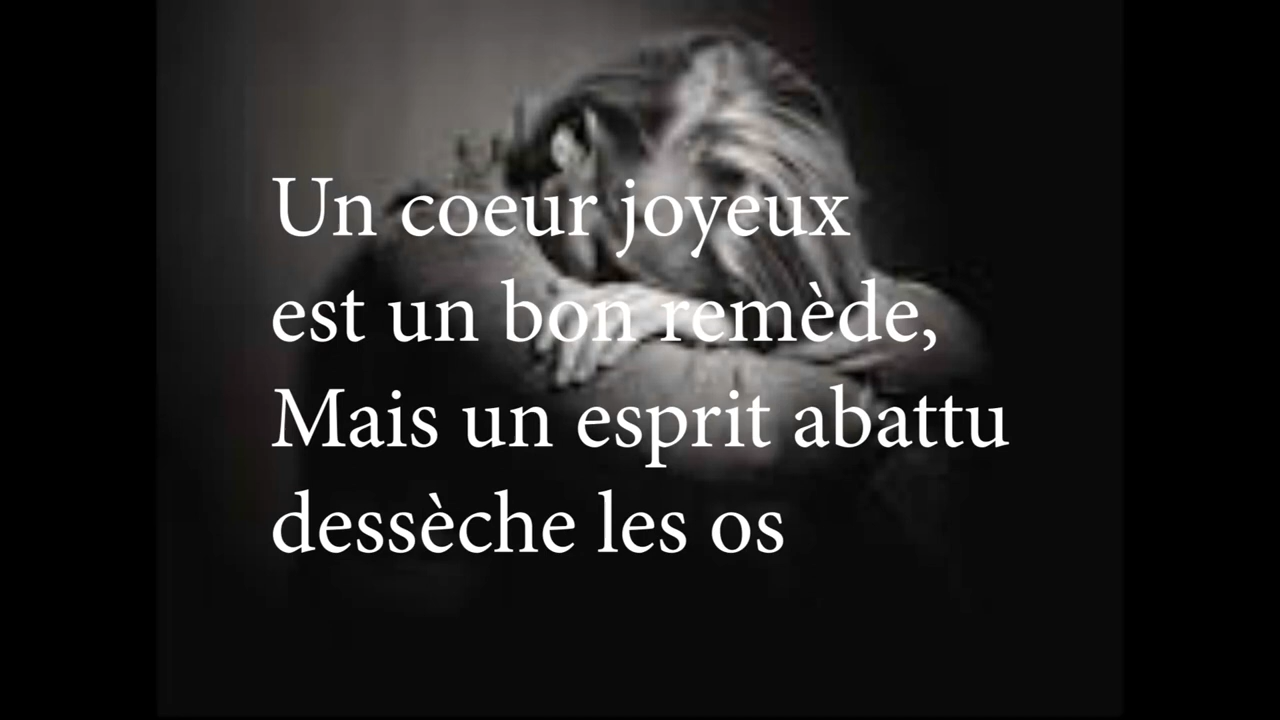 Un coeur joyeux
est un bon remède,
Mais un esprit abattu
dessèche les os